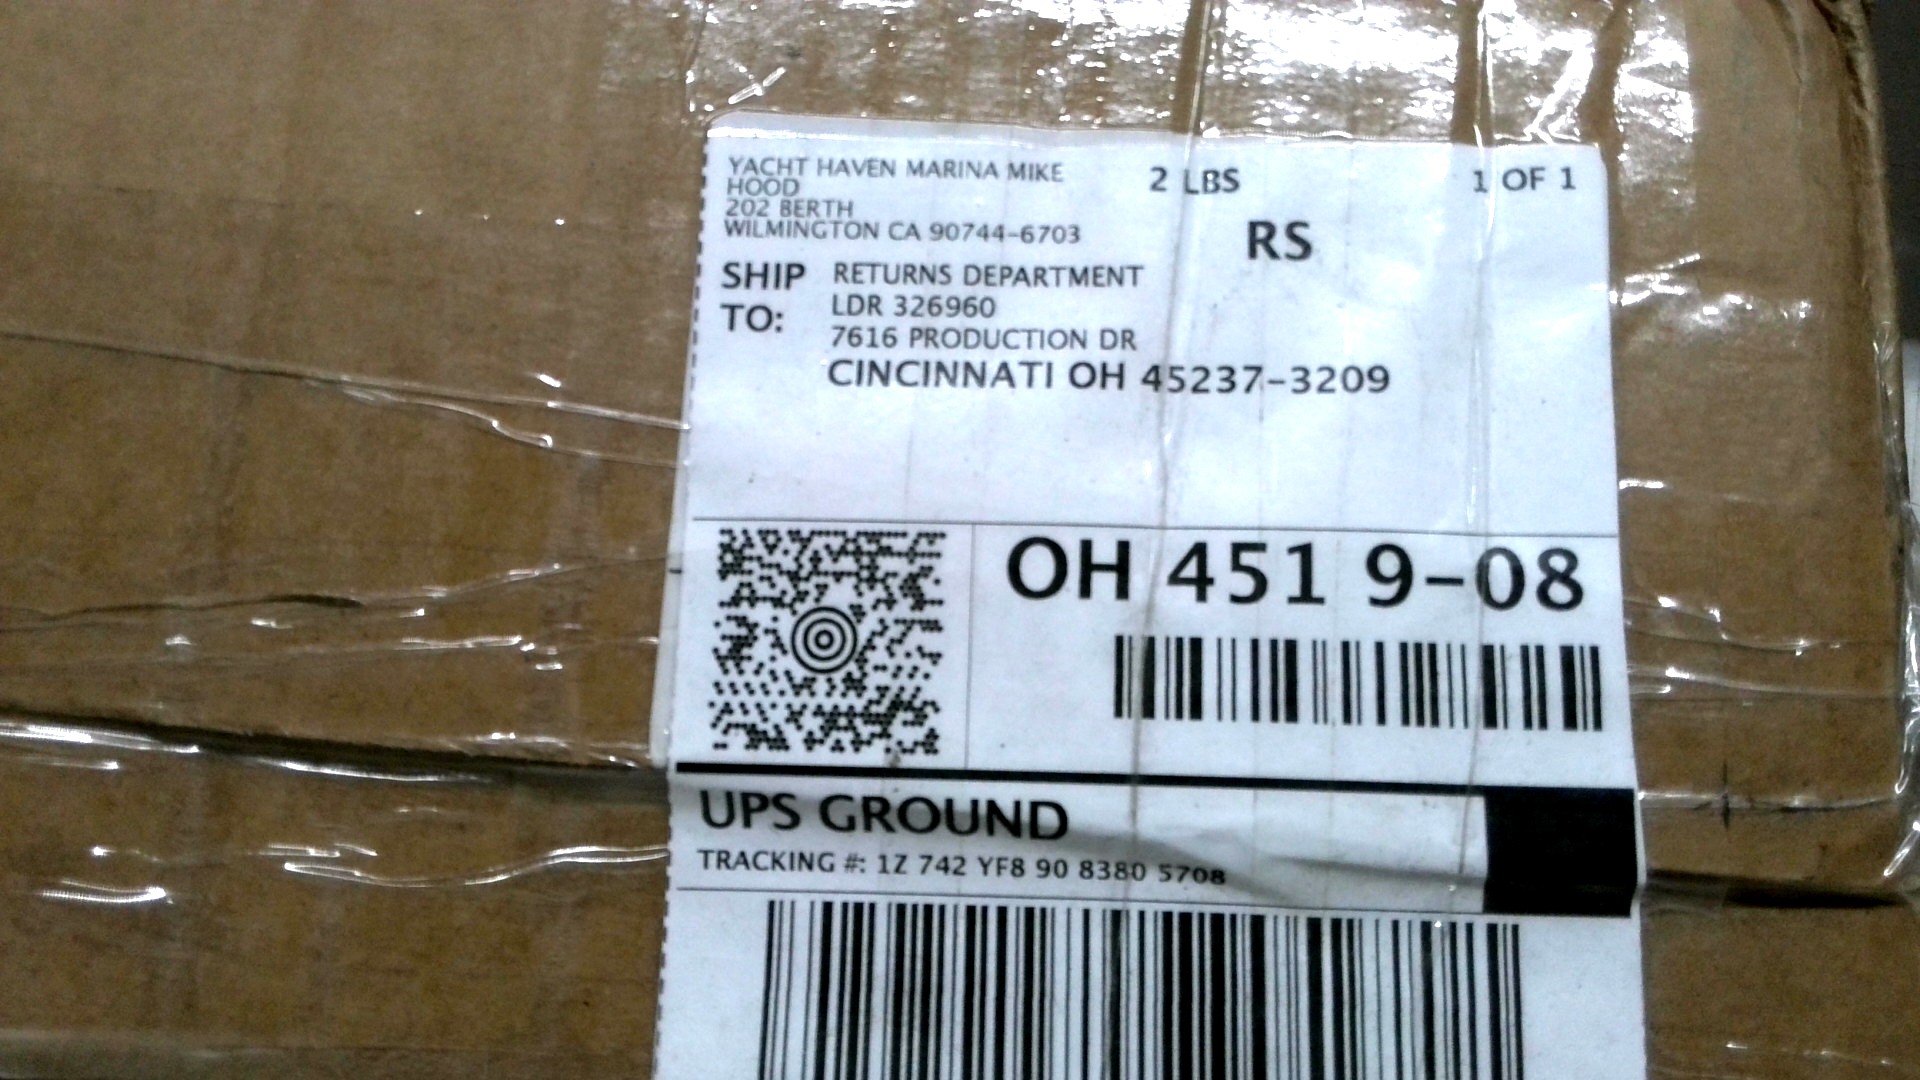 YACHT HAVEN MARINA MIKE
HOOD
202 BERTH
WILMINGTON CA 90744-6703
2 LBS
1 OF 1
RS
SHIP TO:
RETURNS DEPARTMENT
LDR 326960
7616 PRODUCTION DR
CINCINNATI OH 45237-3209
OH 451 9-08
UPS GROUND
TRACKING #: 1Z 742 YF8 90 8380 5708